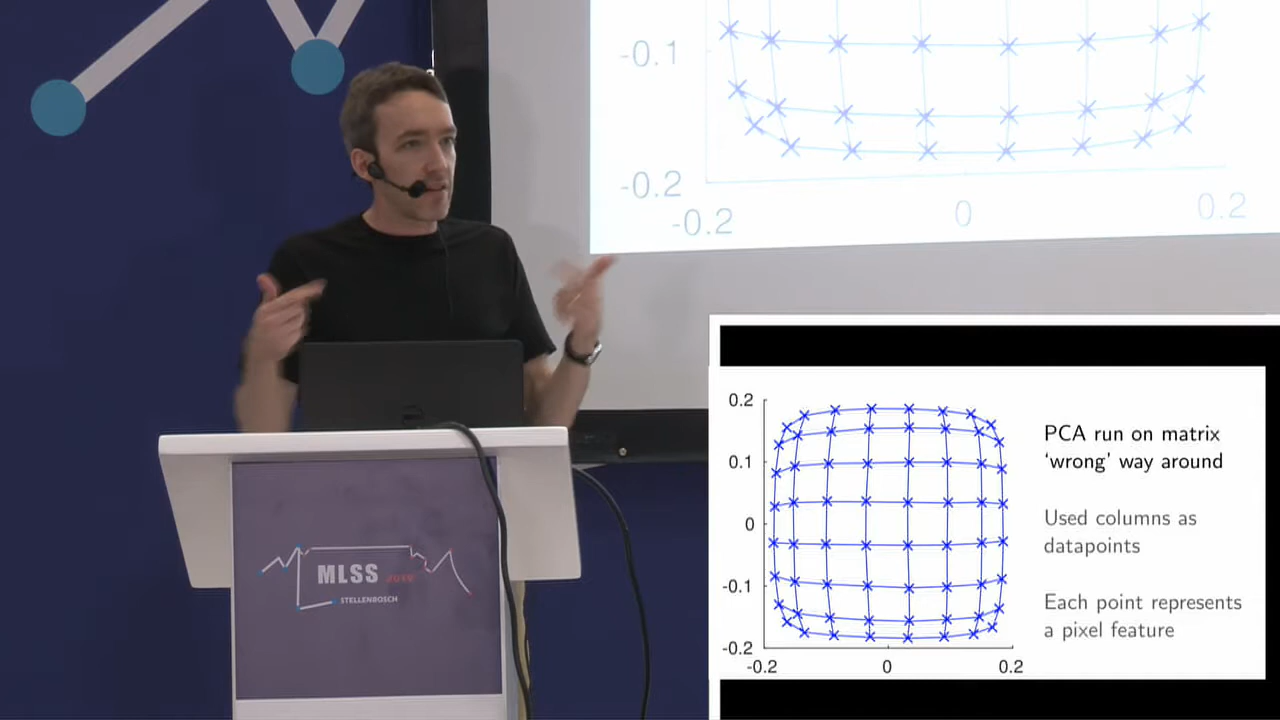 -0.1
-0.2
-0.2
0
0.2
0.2
0.1
0
-0.1
-0.2
-0.2
0
0.2
PCA run on matrix
‘wrong’ way around
Used columns as
datapoints
Each point represents
a pixel feature
MLSS 2019
STELLENBOSCH